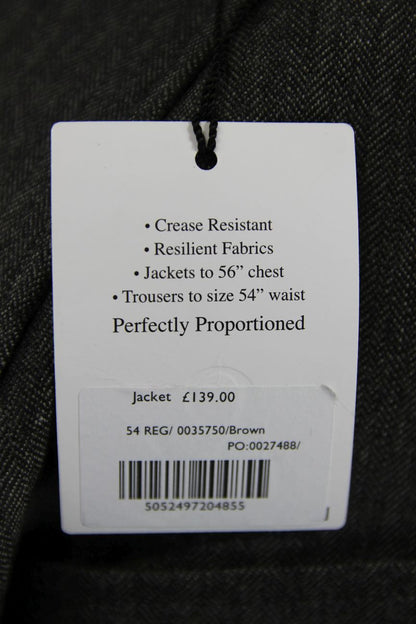 • Crease Resistant
• Resilient Fabrics
• Jackets to 56” chest
• Trousers to size 54” waist
Perfectly Proportioned
Jacket £139.00
54 REG/ 0035750/Brown
PO:0027488/
5052497204855